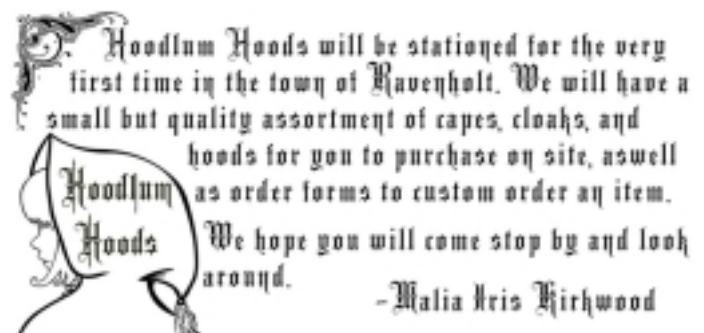 Hoodlum Hoods will be stationed for the very
first time in the town of Ravenholt. We will have a
small but quality assortment of capes, cloaks, and
hoods for you to purchase on site, aswell
as order forms to custom order an item.
Hoodlum
Hoods
We hope you will come stop by and look
around.
-Malia Iris Kirkwood